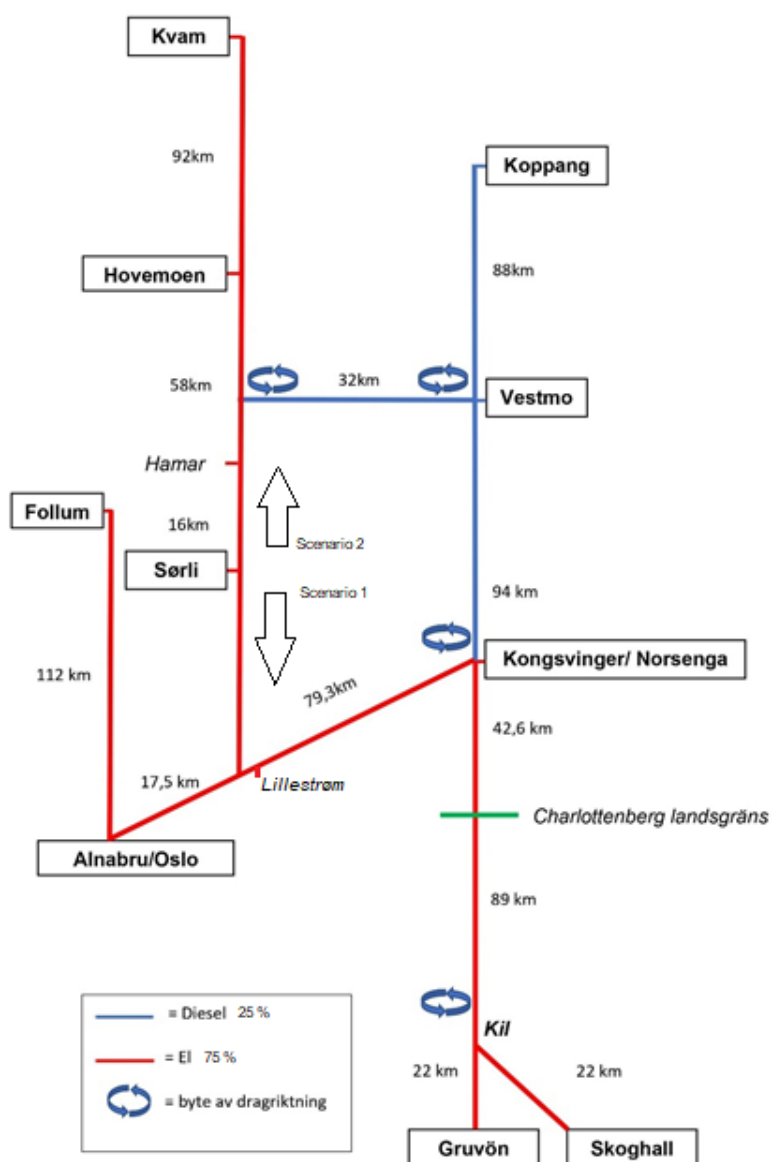 Kvam
92km
Koppang
88km
Hovemoen
58km
32km
Vestmo
Hamar
Follum
16km
Scenario 2
Sørli
Scenario 1
94 km
Kongsvinger/ Norsenga
112 km
79,3km
42,6 km
17,5 km
Lillestrøm
Charlottenberg landsgräns
Alnabru/Oslo
89 km
= Diesel 25 %
= El 75 %
= byte av dragriktning
Kil
22 km
22 km
Gruvön
Skoghall